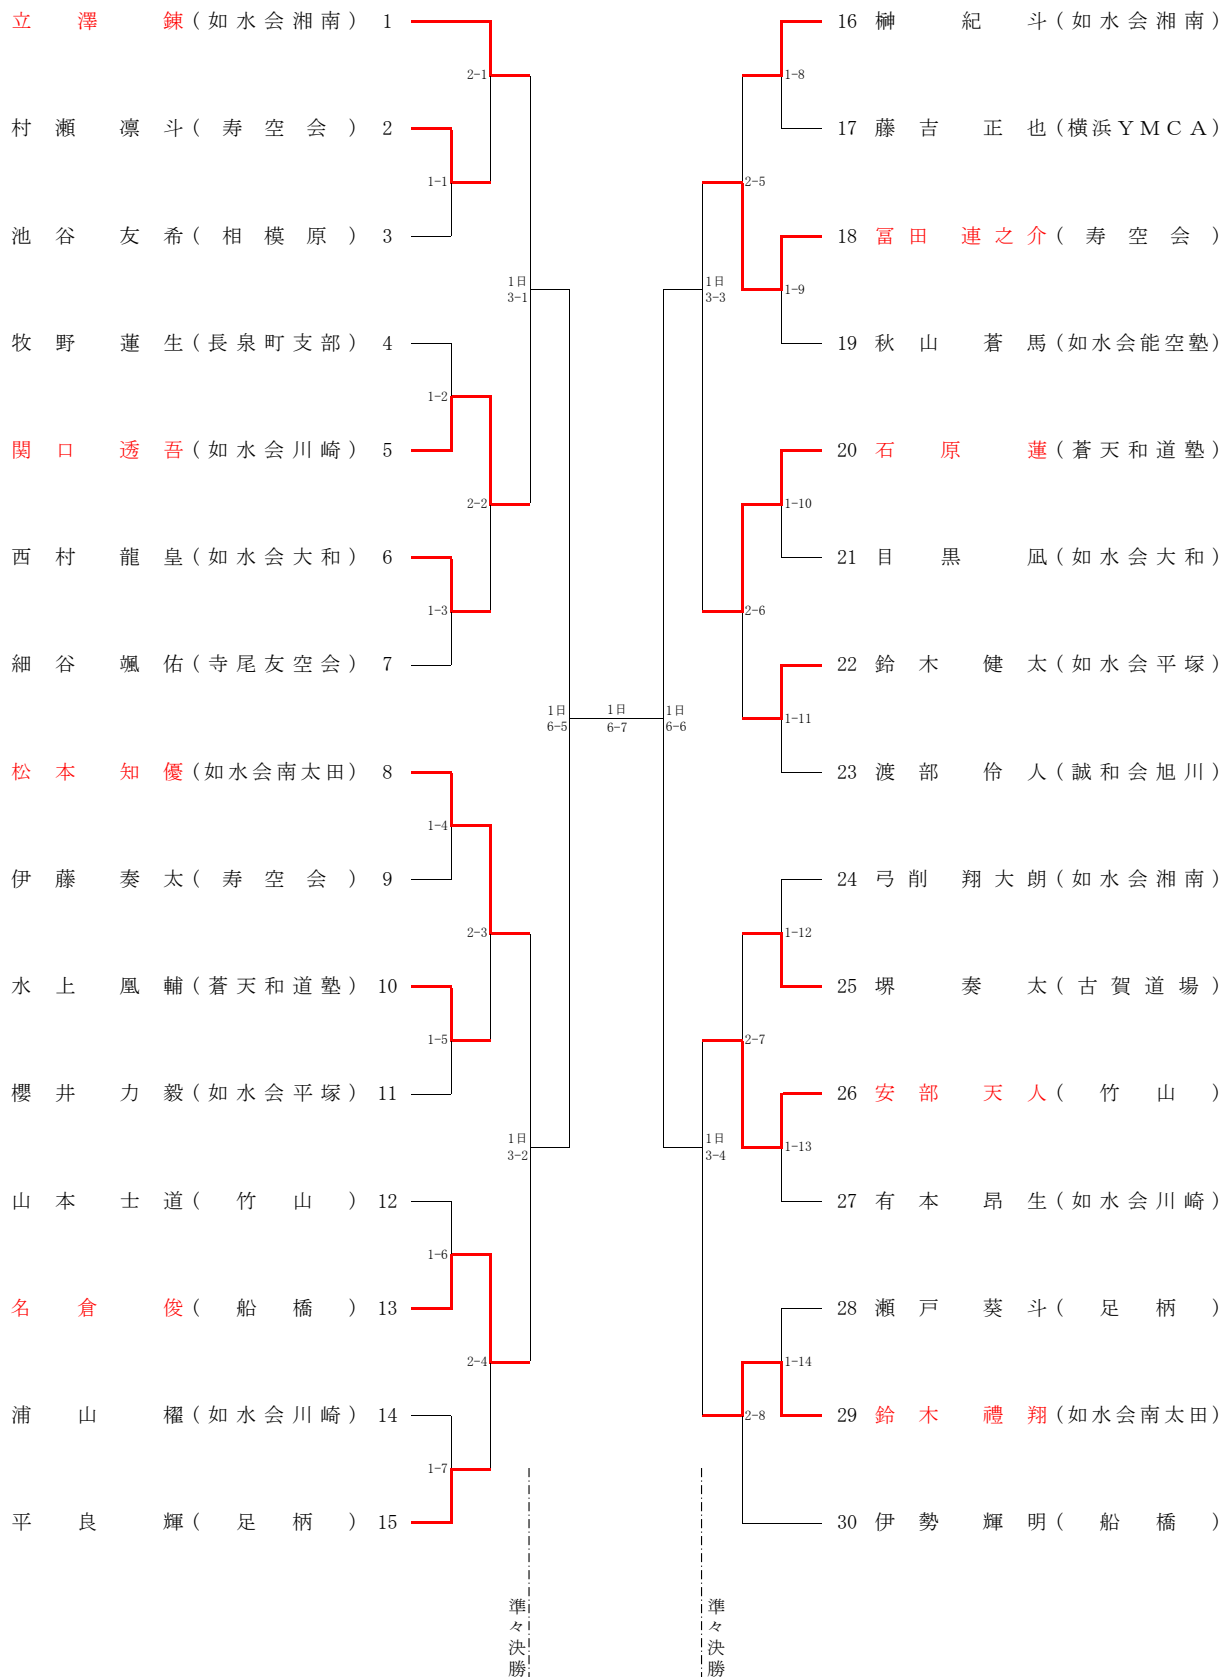 立澤 錬 (如水会湘南) 1
2-1
村瀬 凛斗 (寿空会) 2
1-1
池谷 友希 (相模原) 3
1日
3-1
牧野 蓮生 (長泉町支部) 4
1-2
関口 透吾 (如水会川崎) 5
2-2
西村 龍皇 (如水会大和) 6
1-3
細谷 颯佑 (寺尾友空会) 7
1日
6-5
松本 知優 (如水会南太田) 8
1-4
伊藤 奏太 (寿空会) 9
2-3
水上 凰輔 (蒼天和道塾) 10
1-5
櫻井 力毅 (如水会平塚) 11
1日
3-2
山本 士道 (竹山) 12
1-6
名倉 俊 (船橋) 13
2-4
浦山 櫂 (如水会川崎) 14
1-7
平良 輝 (足柄) 15
準々決勝
1日
6-7
16 榊 紀斗 (如水会湘南)
1-8
17 藤吉 正也 (横浜YMCA)
2-5
18 冨田 連之介 (寿空会)
1日
3-3
1-9
19 秋山 蒼馬 (如水会能空塾)
20 石原 蓮 (蒼天和道塾)
1-10
21 目黒 凪 (如水会大和)
2-6
22 鈴木 健太 (如水会平塚)
1日
6-6
1-11
23 渡部 伶人 (誠和会旭川)
24 弓削 翔大朗 (如水会湘南)
1-12
25 堺 奏太 (古賀道場)
2-7
26 安部 天人 (竹山)
1日
3-4
1-13
27 有本 昂生 (如水会川崎)
28 瀬戸 葵斗 (足柄)
1-14
29 鈴木 禮翔 (如水会南太田)
2-8
30 伊勢 輝明 (船橋)
準々決勝